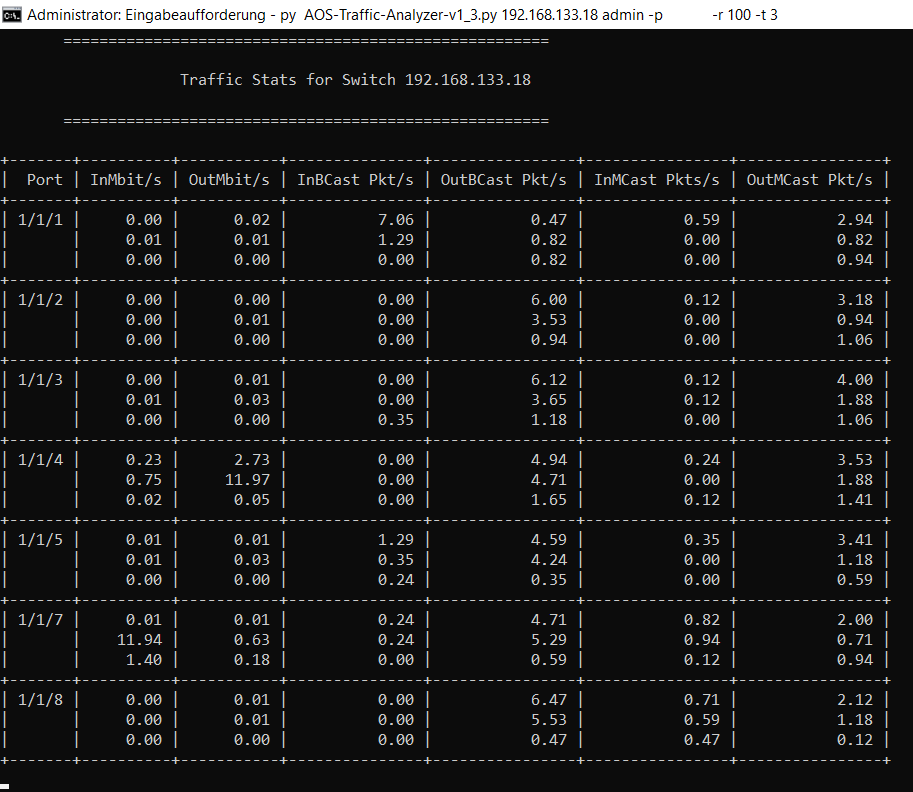 Administrator: Eingabeaufforderung - py  AOS-Traffic-Analyzer-v1_3.py 192.168.133.18 admin -p          -r 100 -t 3
======================================================
Traffic Stats for Switch 192.168.133.18
======================================================
+-------+----------+-----------+---------------+----------------+---------------+----------------+
|  Port | InMbit/s | OutMbit/s | InBCast Pkt/s | OutBCast Pkt/s | InMCast Pkts/s | OutMCast Pkt/s |
+-------+----------+-----------+---------------+----------------+---------------+----------------+
| 1/1/1 |     0.00 |      0.02 |          7.06 |           0.47 |           0.59 |           2.94 |
|       |     0.01 |      0.01 |          1.29 |           0.82 |           0.00 |           0.82 |
|       |     0.00 |      0.00 |          0.00 |           0.82 |           0.00 |           0.94 |
+-------+----------+-----------+---------------+----------------+---------------+----------------+
| 1/1/2 |     0.00 |      0.00 |          0.00 |           6.00 |           0.12 |           3.18 |
|       |     0.00 |      0.01 |          0.00 |           3.53 |           0.00 |           0.94 |
|       |     0.00 |      0.00 |          0.00 |           0.94 |           0.00 |           1.06 |
+-------+----------+-----------+---------------+----------------+---------------+----------------+
| 1/1/3 |     0.00 |      0.01 |          0.00 |           6.12 |           0.12 |           4.00 |
|       |     0.01 |      0.03 |          0.00 |           3.65 |           0.12 |           1.88 |
|       |     0.00 |      0.00 |          0.35 |           1.18 |           0.00 |           1.06 |
+-------+----------+-----------+---------------+----------------+---------------+----------------+
| 1/1/4 |     0.23 |      2.73 |          0.00 |           4.94 |           0.24 |           3.53 |
|       |     0.75 |     11.97 |          0.00 |           4.71 |           0.00 |           1.88 |
|       |     0.02 |      0.05 |          0.00 |           1.65 |           0.12 |           1.41 |
+-------+----------+-----------+---------------+----------------+---------------+----------------+
| 1/1/5 |     0.01 |      0.01 |          1.29 |           4.59 |           0.35 |           3.41 |
|       |     0.01 |      0.03 |          0.35 |           4.24 |           0.00 |           1.18 |
|       |     0.00 |      0.00 |          0.24 |           0.35 |           0.00 |           0.59 |
+-------+----------+-----------+---------------+----------------+---------------+----------------+
| 1/1/7 |     0.01 |      0.01 |          0.24 |           4.71 |           0.82 |           2.00 |
|       |    11.94 |      0.63 |          0.24 |           5.29 |           0.94 |           0.71 |
|       |     1.40 |      0.18 |          0.00 |           0.59 |           0.12 |           0.94 |
+-------+----------+-----------+---------------+----------------+---------------+----------------+
| 1/1/8 |     0.00 |      0.01 |          0.00 |           6.47 |           0.71 |           2.12 |
|       |     0.00 |      0.01 |          0.00 |           5.53 |           0.59 |           1.18 |
|       |     0.00 |      0.00 |          0.00 |           0.47 |           0.47 |           0.12 |
+-------+----------+-----------+---------------+----------------+---------------+----------------+